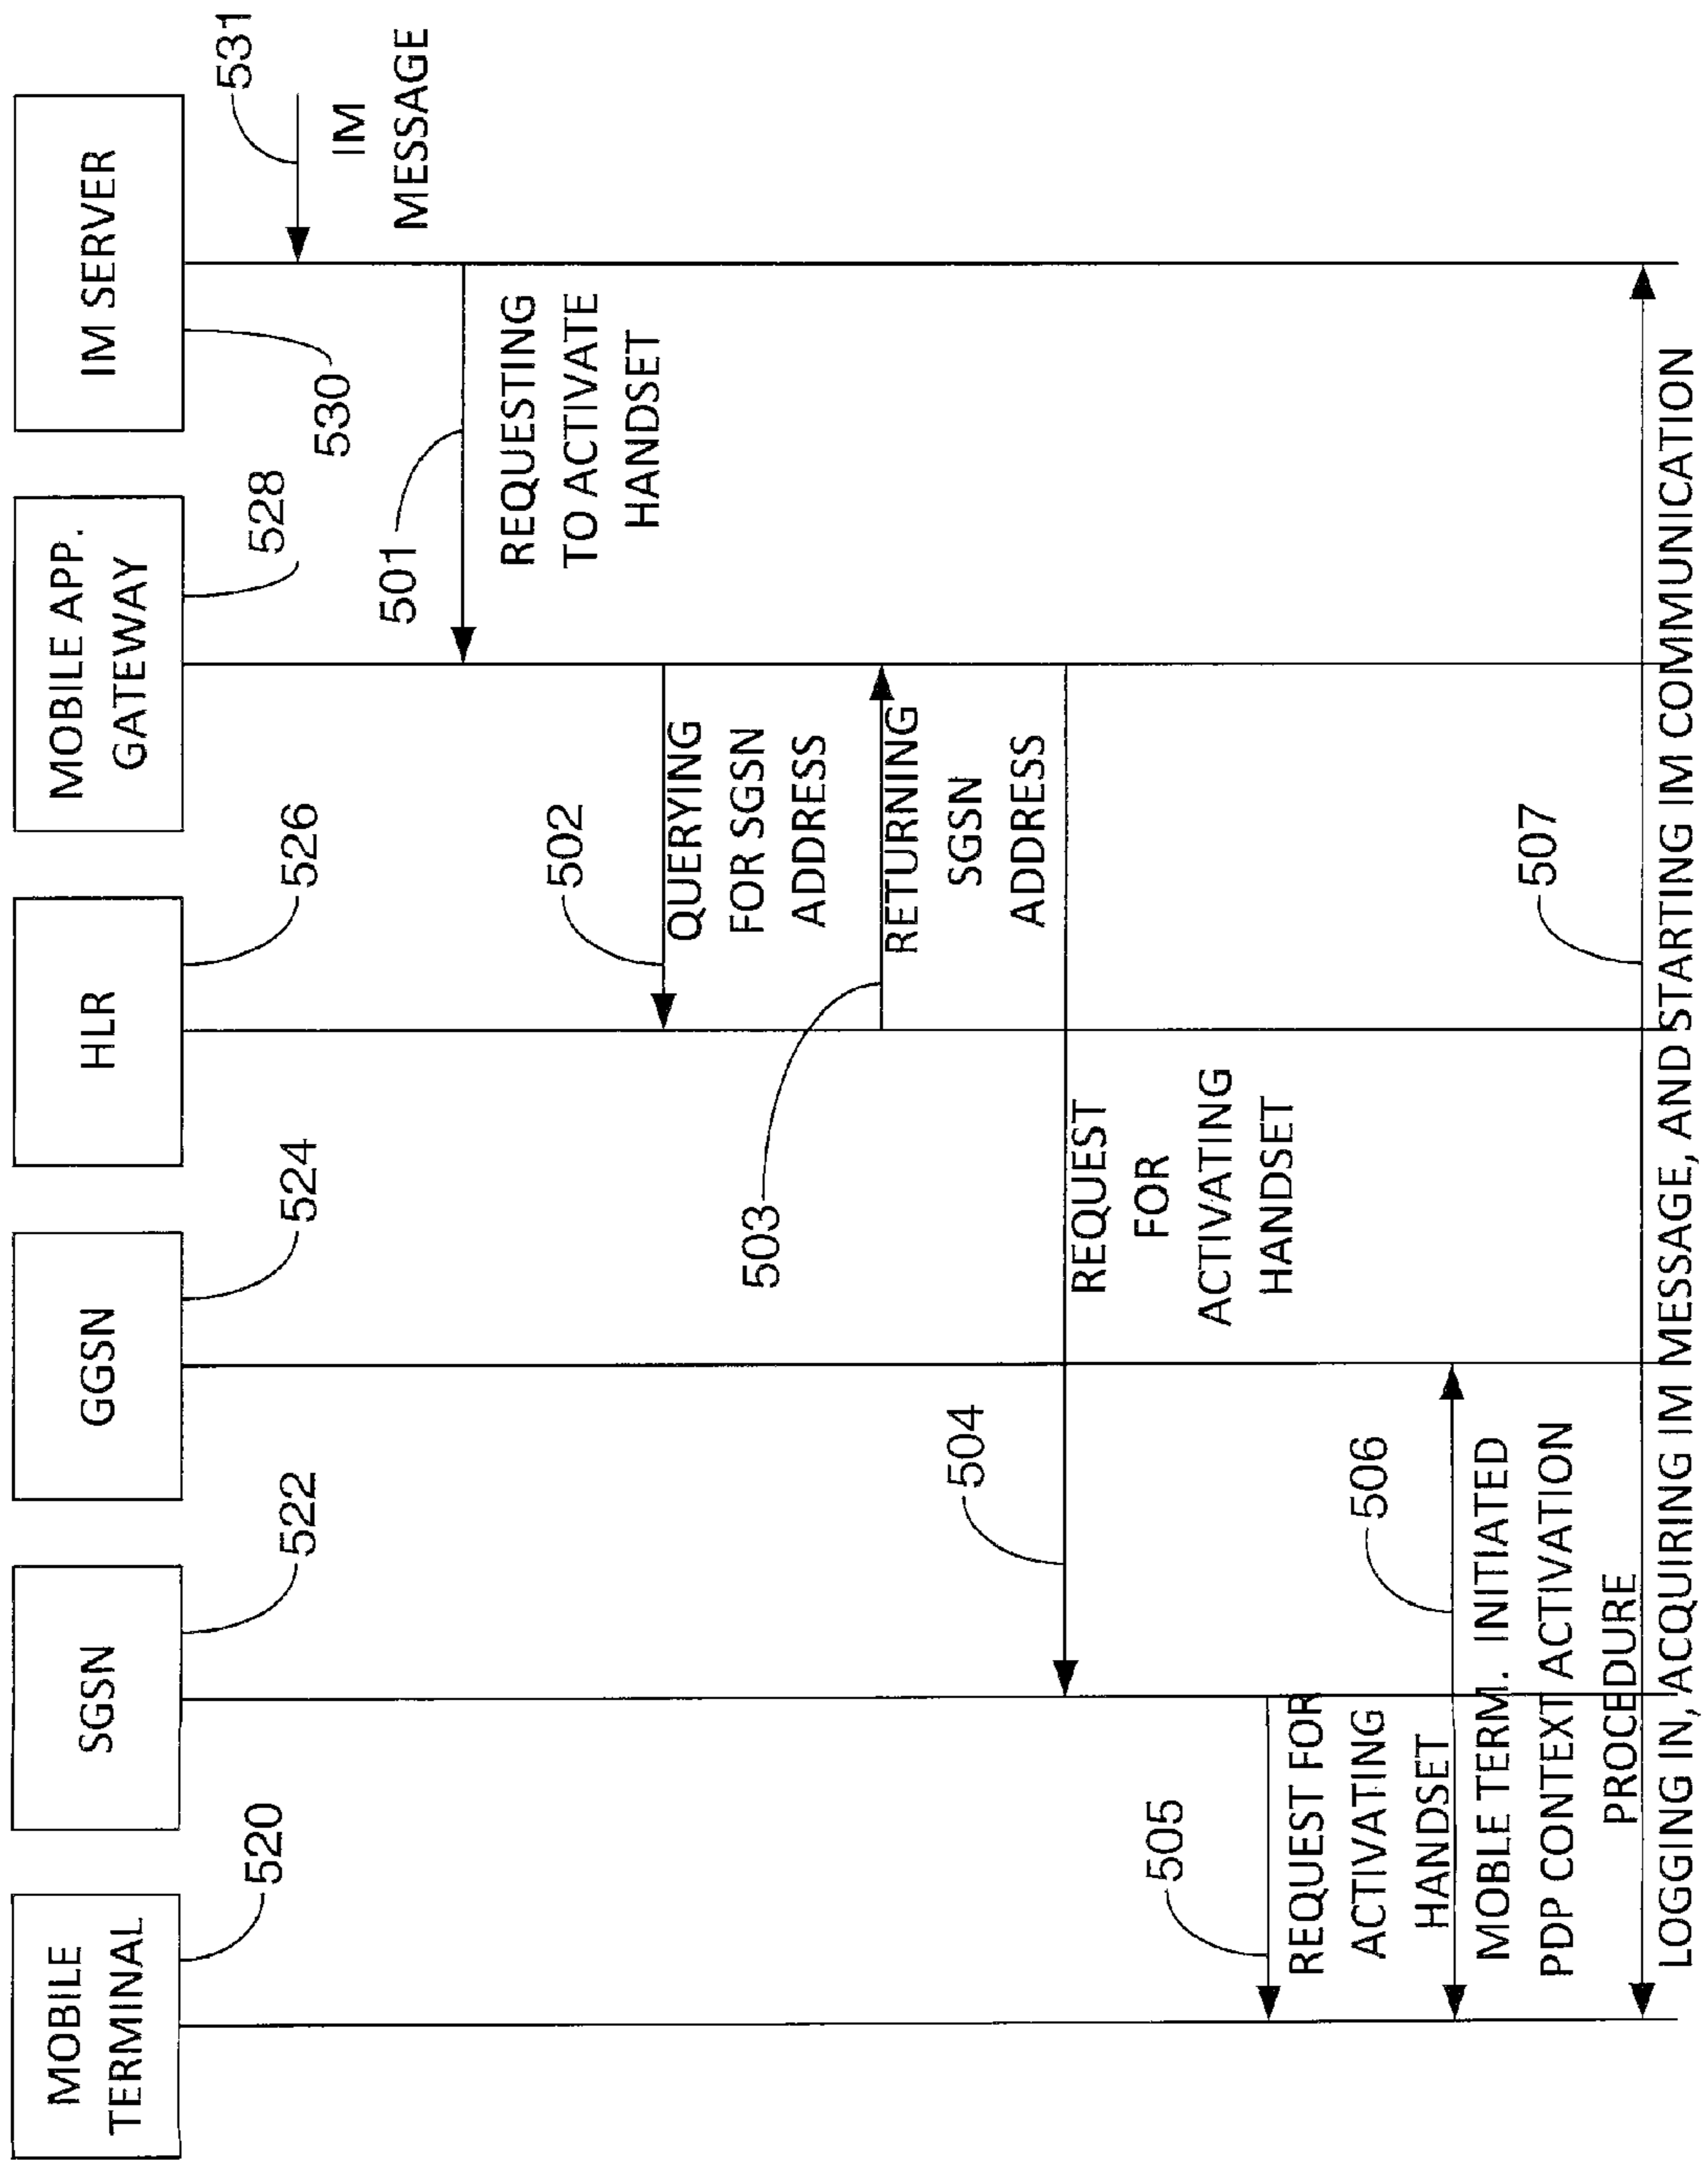 MOBILE
TERMINAL
520
SGSN
522
GGSN
524
HLR
526
MOBILE APP.
GATEWAY
528
IM SERVER
530
531
IM
MESSAGE
501
REQUESTING
TO ACTIVATE
HANDSET
502
QUERYING
FOR SGSN
ADDRESS
503
RETURNING
SGSN
ADDRESS
504
REQUEST
FOR
ACTIVATING
HANDSET
505
REQUEST FOR
ACTIVATING
HANDSET
506
MOBLE TERM. INITIATED
PDP CONTEXT ACTIVATION
PROCEDURE
507
LOGGING IN, ACQUIRING IM MESSAGE, AND STARTING IM COMMUNICATION